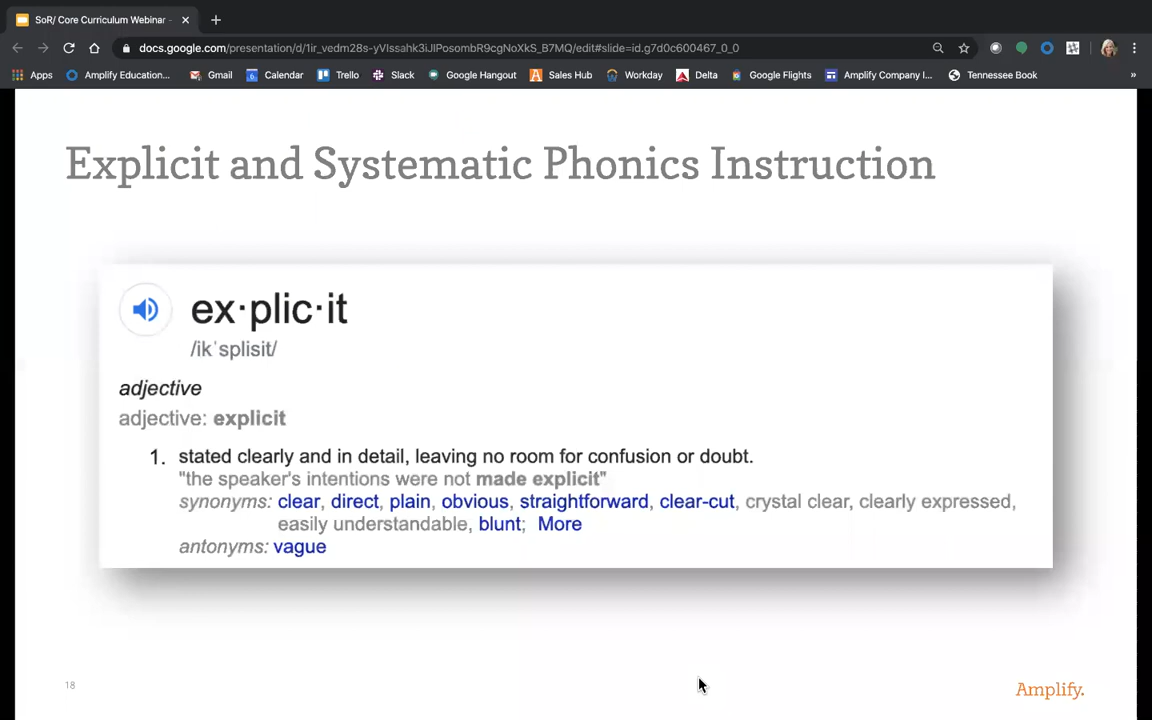 SoR/ Core Curriculum Webinar -
docs.google.com/presentation/d/1ir_vedm28s-yVIssahk3iJlPosombR9cgNoXkS_B7MQ/edit#slide=id.g7d0c600467_0_0
Apps Amplify Education... Gmail Calendar Trello Slack Google Hangout Sales Hub Workday Delta Google Flights Amplify Company I... Tennessee Book »
Explicit and Systematic Phonics Instruction
ex·plic·it
/ikˈsplisit/
adjective
adjective: explicit
1. stated clearly and in detail, leaving no room for confusion or doubt.
"the speaker's intentions were not made explicit"
synonyms: clear, direct, plain, obvious, straightforward, clear-cut, crystal clear, clearly expressed,
easily understandable, blunt; More
antonyms: vague
18
Amplify.